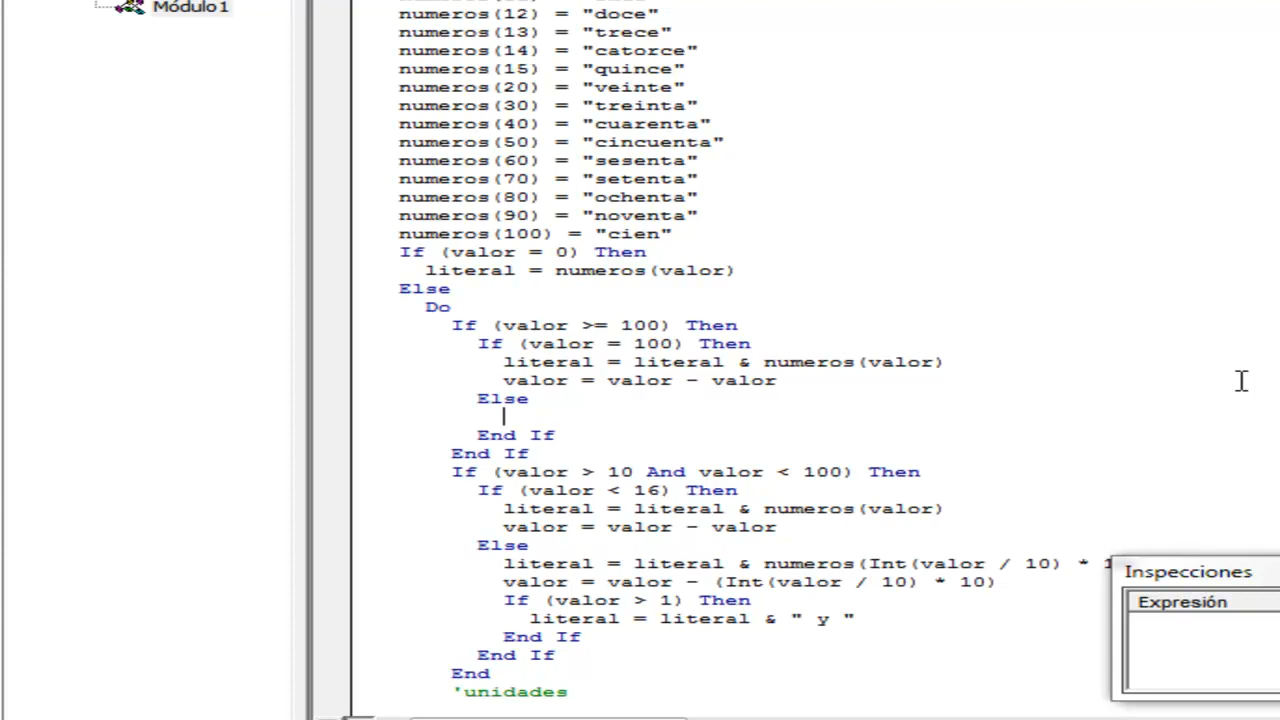 Módulo1
numeros(12) = "doce"
numeros(13) = "trece"
numeros(14) = "catorce"
numeros(15) = "quince"
numeros(20) = "veinte"
numeros(30) = "treinta"
numeros(40) = "cuarenta"
numeros(50) = "cincuenta"
numeros(60) = "sesenta"
numeros(70) = "setenta"
numeros(80) = "ochenta"
numeros(90) = "noventa"
numeros(100) = "cien"
If (valor = 0) Then
literal = numeros(valor)
Else
Do
If (valor >= 100) Then
If (valor = 100) Then
literal = literal & numeros(valor)
valor = valor - valor
Else
End If
End If
If (valor > 10 And valor < 100) Then
If (valor < 16) Then
literal = literal & numeros(valor)
valor = valor - valor
Else
literal = literal & numeros(Int(valor / 10) *
valor = valor - (Int(valor / 10) * 10)
If (valor > 1) Then
literal = literal & " y "
End If
End If
End
'unidades
Inspecciones
Expresión